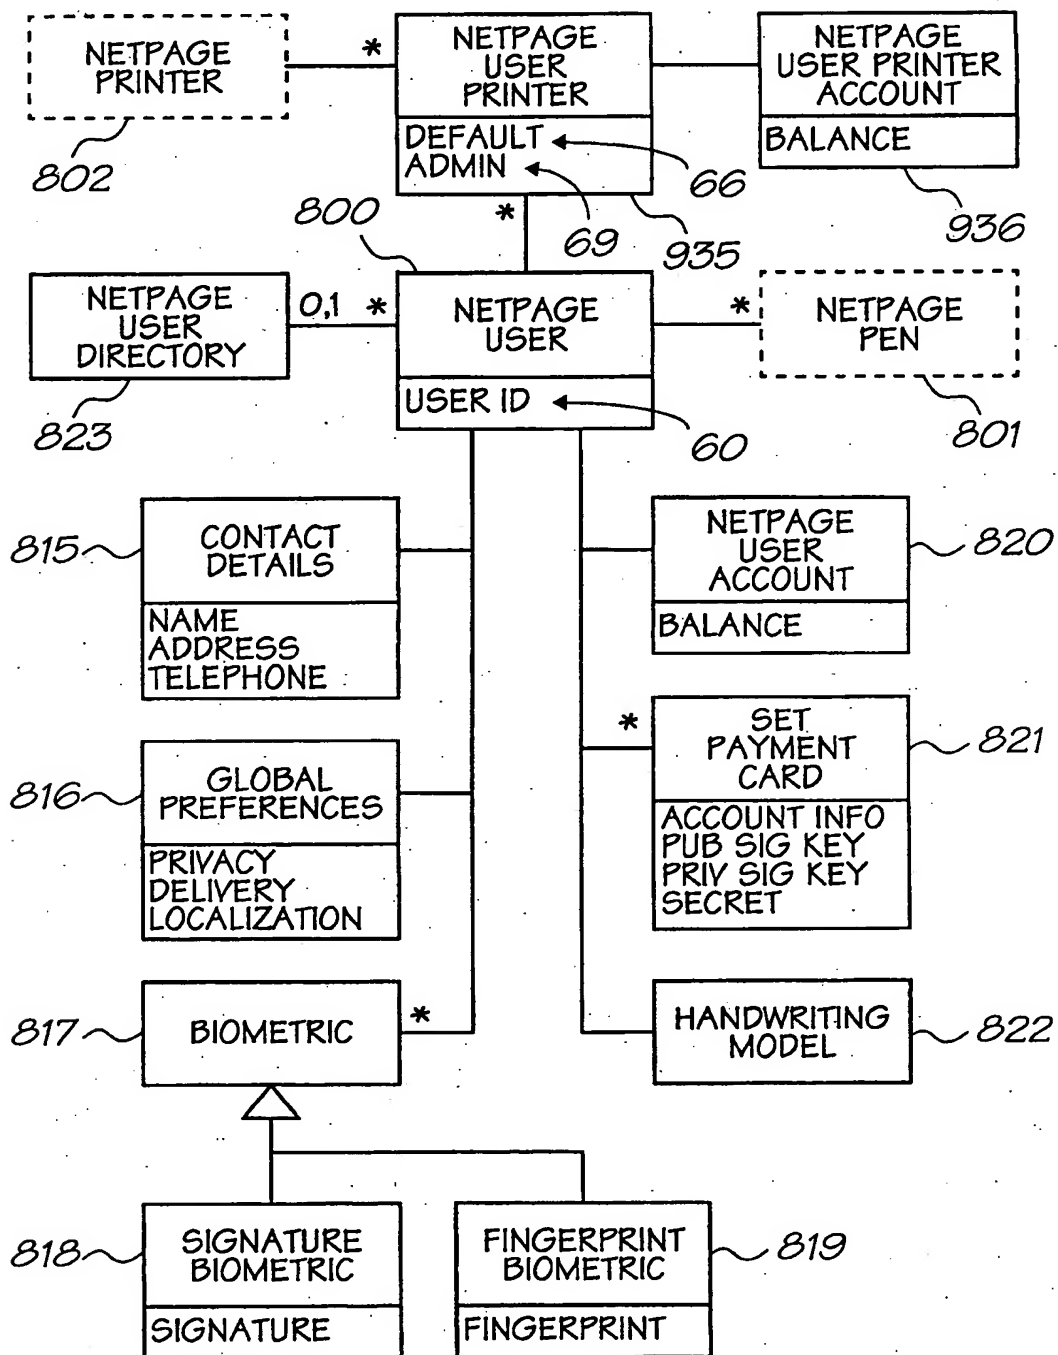 NETPAGE
PRINTER
802
*
NETPAGE
USER
PRINTER
DEFAULT
ADMIN
66
69
935
NETPAGE
USER PRINTER
ACCOUNT
BALANCE
936
*
800
NETPAGE
USER
DIRECTORY
823
0,1
*
NETPAGE
USER
USER ID
60
*
NETPAGE
PEN
801
815
CONTACT
DETAILS
NAME
ADDRESS
TELEPHONE
NETPAGE
USER
ACCOUNT
BALANCE
820
816
GLOBAL
PREFERENCES
PRIVACY
DELIVERY
LOCALIZATION
*
SET
PAYMENT
CARD
ACCOUNT INFO
PUB SIG KEY
PRIV SIG KEY
SECRET
821
817
BIOMETRIC
*
HANDWRITING
MODEL
822
818
SIGNATURE
BIOMETRIC
SIGNATURE
FINGERPRINT
BIOMETRIC
FINGERPRINT
819